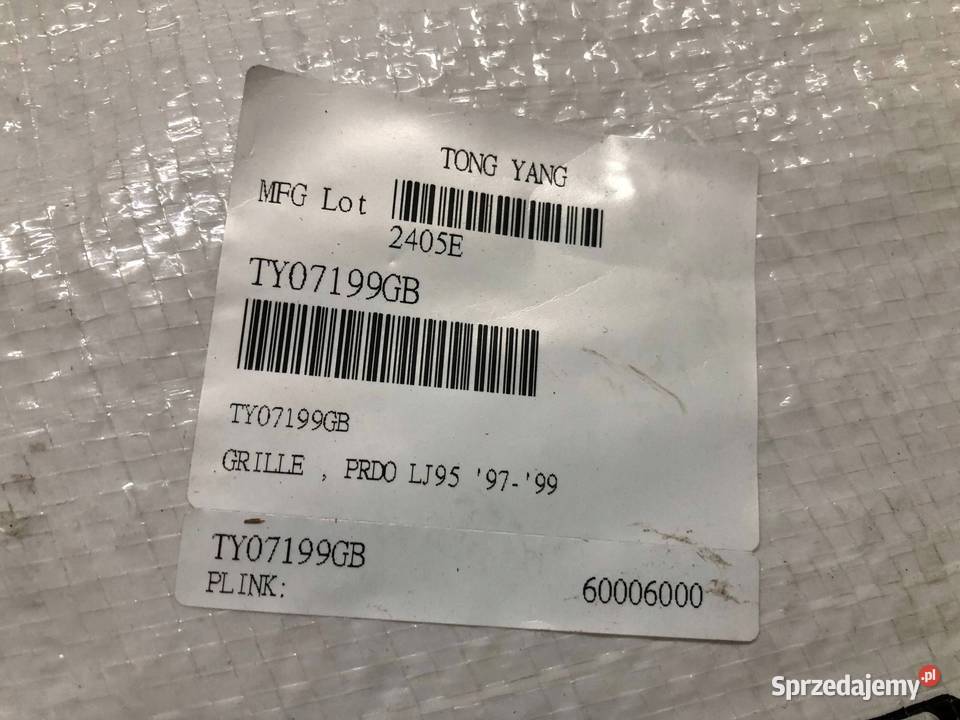 TONG YANG
MFG Lot
2405E
TY07199GB
TY07199GB
GRILLE , PRDO LJ95 '97-'99
TY07199GB
PLINK: 60006000
Sprzedajemy.pl